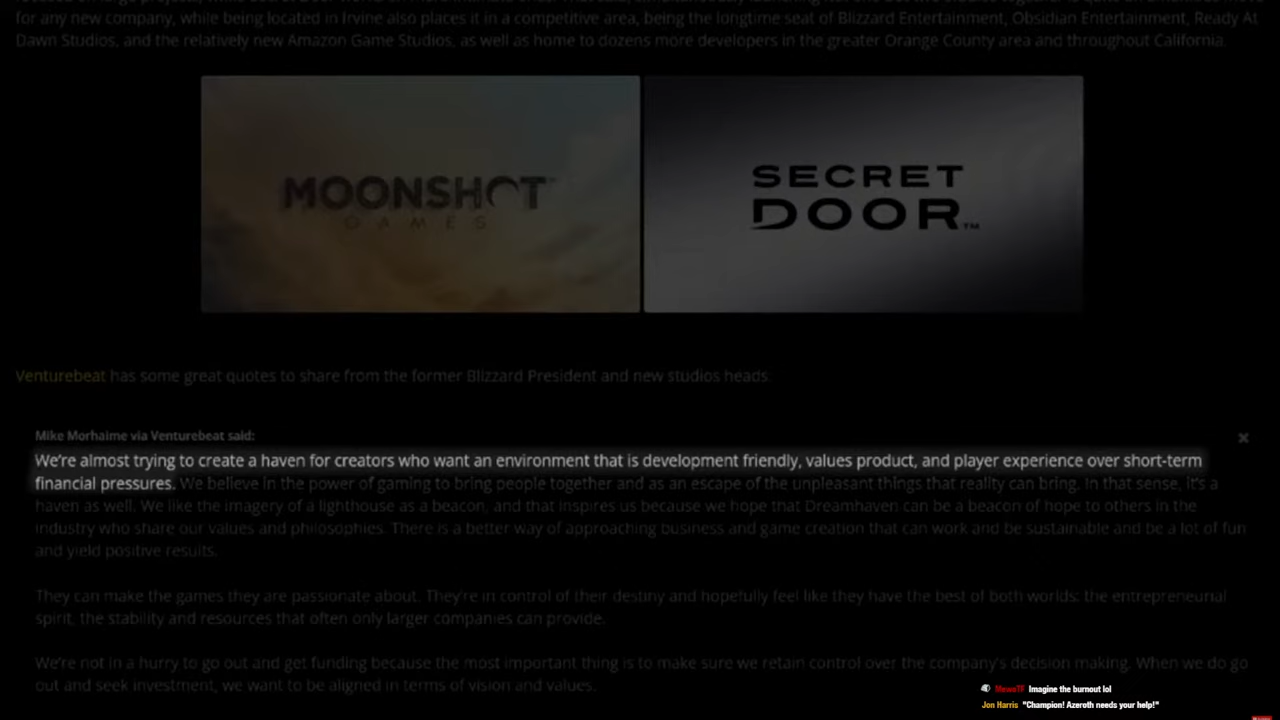 for any new company, while being located in Irvine also places it in a competitive area, being the longtime seat of Blizzard Entertainment, Obsidian Entertainment, Ready At
Dawn Studios, and the relatively new Amazon Game Studios, as well as home to dozens more developers in the greater Orange County area and throughout California.
MOONSHOT
GAMES
SECRET
DOOR™
Venturebeat has some great quotes to share from the former Blizzard President and new studios heads:
Mike Morhaime via Venturebeat said:
We're almost trying to create a haven for creators who want an environment that is development friendly, values product, and player experience over short-term
financial pressures. We believe in the power of gaming to bring people together and as an escape of the unpleasant things that reality can bring. In that sense, it's a
haven as well. We like the imagery of a lighthouse as a beacon, and that inspires us because we hope that Dreamhaven can be a beacon of hope to others in the
industry who share our values and philosophies. There is a better way of approaching business and game creation that can work and be sustainable and be a lot of fun
and yield positive results.
They can make the games they are passionate about. They're in control of their destiny and hopefully feel like they have the best of both worlds: the entrepreneurial
spirit, the stability and resources that often only larger companies can provide.
We're not in a hurry to go out and get funding because the most important thing is to make sure we retain control over the company's decision making. When we do go
out and seek investment, we want to be aligned in terms of vision and values.
Imagine the burnout lol
Jon Harris "Champion! Azeroth needs your help!"